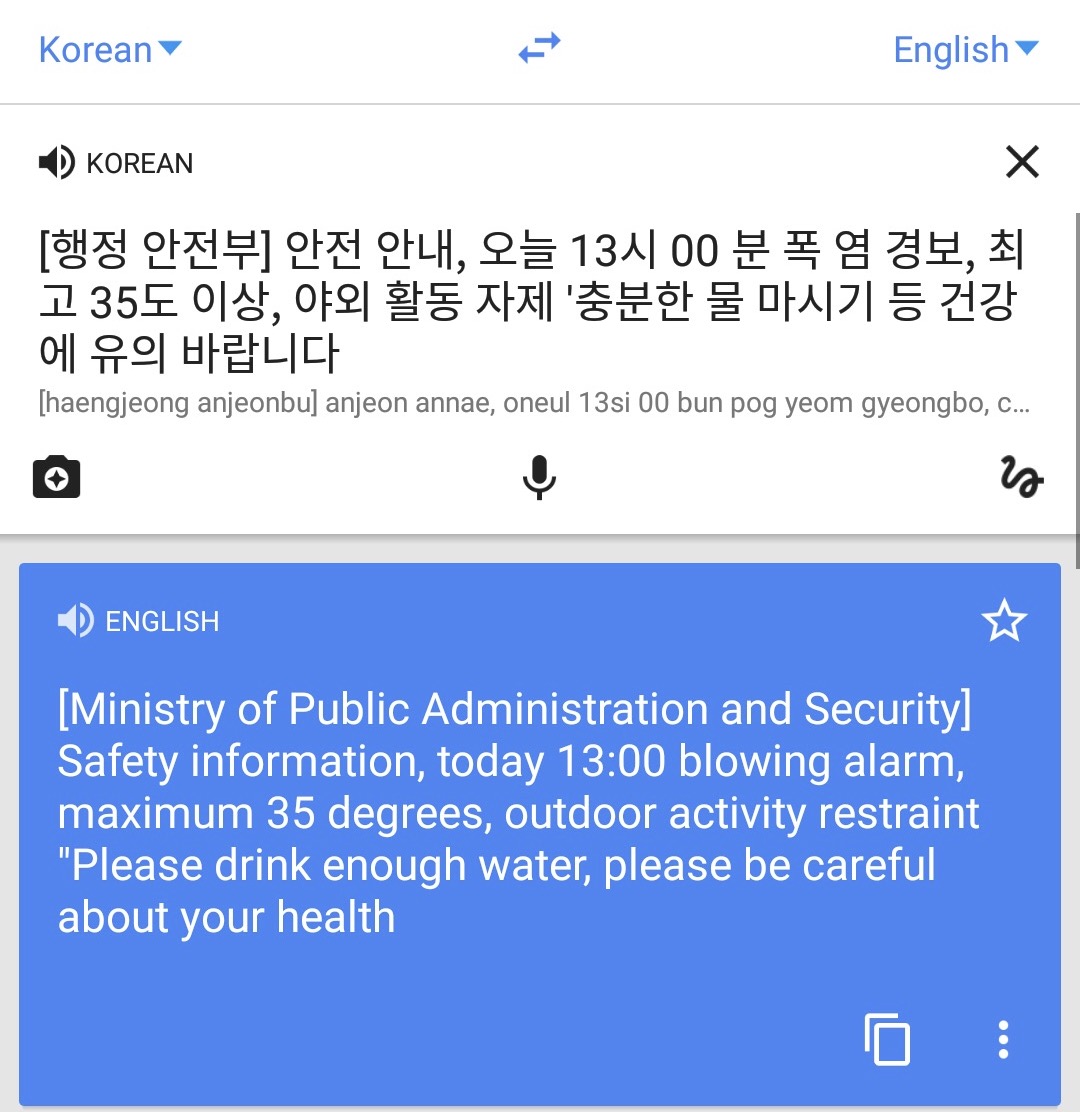 Korean
English
KOREAN
[행정 안전부] 안전 안내, 오늘 13시 00 분 폭 염 경보, 최
고 35도 이상, 야외 활동 자제 '충분한 물 마시기 등 건강
에 유의 바랍니다
[haengjeong anjeonbu] anjeon annae, oneul 13si 00 bun pog yeom gyeongbo, c...
ENGLISH
[Ministry of Public Administration and Security]
Safety information, today 13:00 blowing alarm,
maximum 35 degrees, outdoor activity restraint
"Please drink enough water, please be careful
about your health